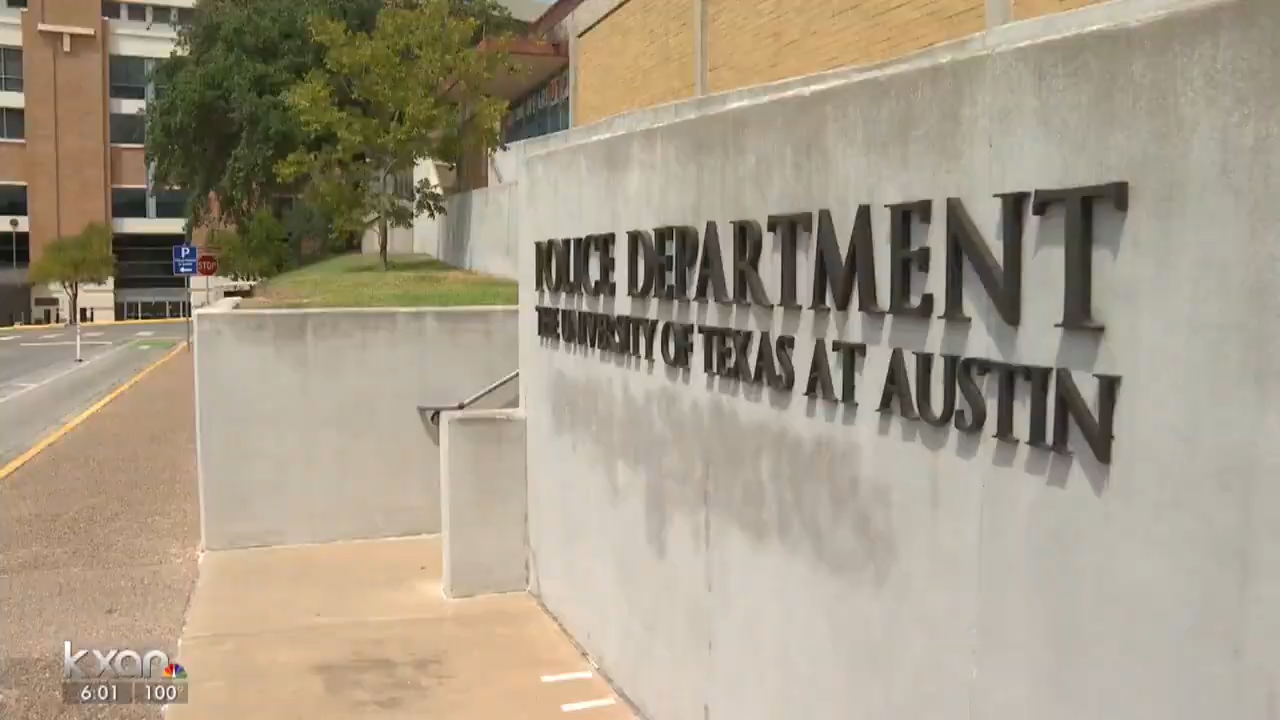 P
STOP
POLICE DEPARTMENT
THE UNIVERSITY OF TEXAS AT AUSTIN
kxan
6:01 100